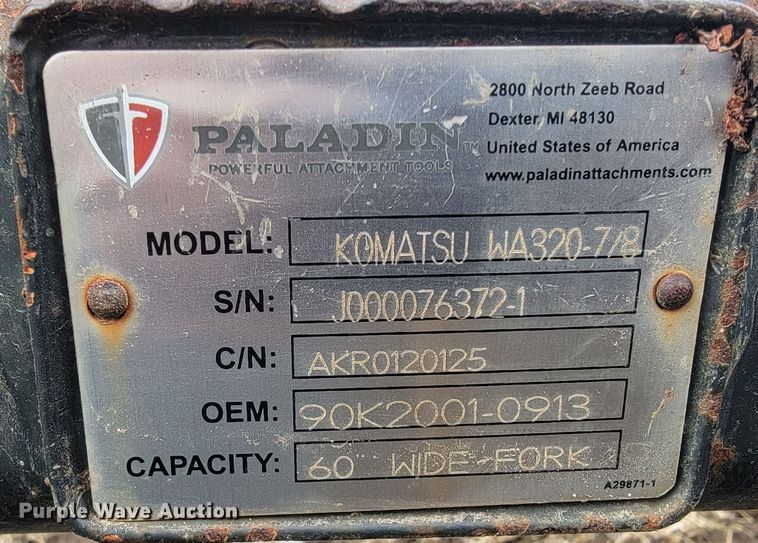 PALADIN™
POWERFUL ATTACHMENT TOOLS
2800 North Zeeb Road
Dexter, MI 48130
United States of America
www.paladinattachments.com
MODEL: KOMATSU WA320-7/8
S/N: J000076372-1
C/N: AKR0120125
OEM: 90K2001-0913
CAPACITY: 60" WIDE-FORK
A29871-1
Purple Wave Auction